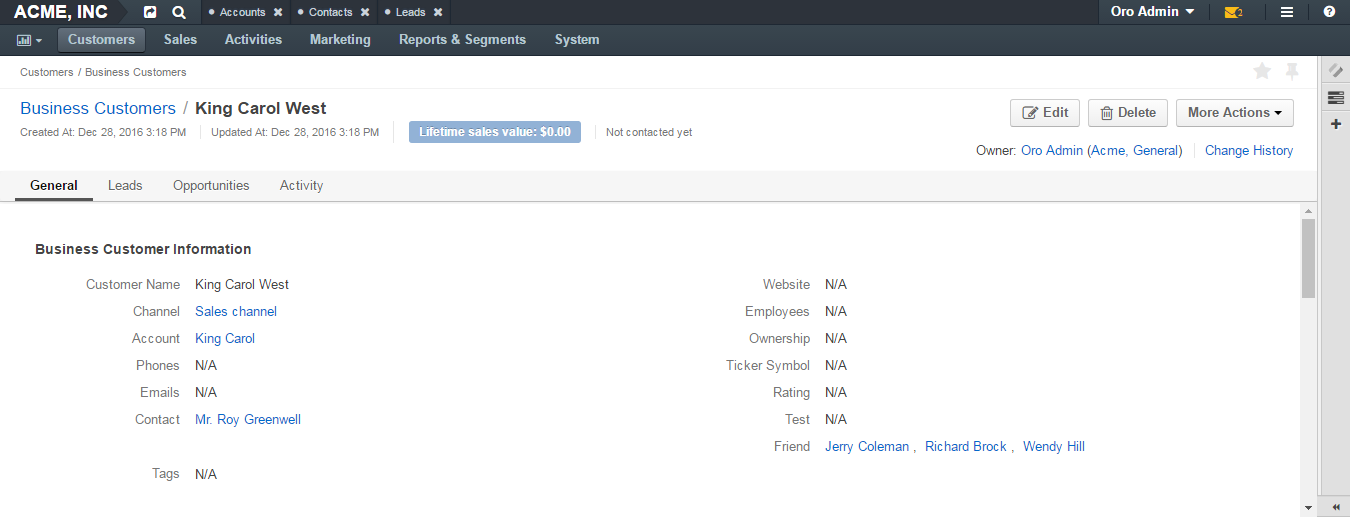 ACME, INC Accounts Contacts Leads Oro Admin 2
Customers Sales Activities Marketing Reports & Segments System
Customers / Business Customers
Business Customers / King Carol West Edit Delete More Actions
Created At: Dec 28, 2016 3:18 PM Updated At: Dec 28, 2016 3:18 PM Lifetime sales value: $0.00 Not contacted yet
Owner: Oro Admin (Acme, General) Change History
General Leads Opportunities Activity
Business Customer Information
Customer Name King Carol West Website N/A
Channel Sales channel Employees N/A
Account King Carol Ownership N/A
Phones N/A Ticker Symbol N/A
Emails N/A Rating N/A
Contact Mr. Roy Greenwell Test N/A
Friend Jerry Coleman , Richard Brock , Wendy Hill
Tags N/A